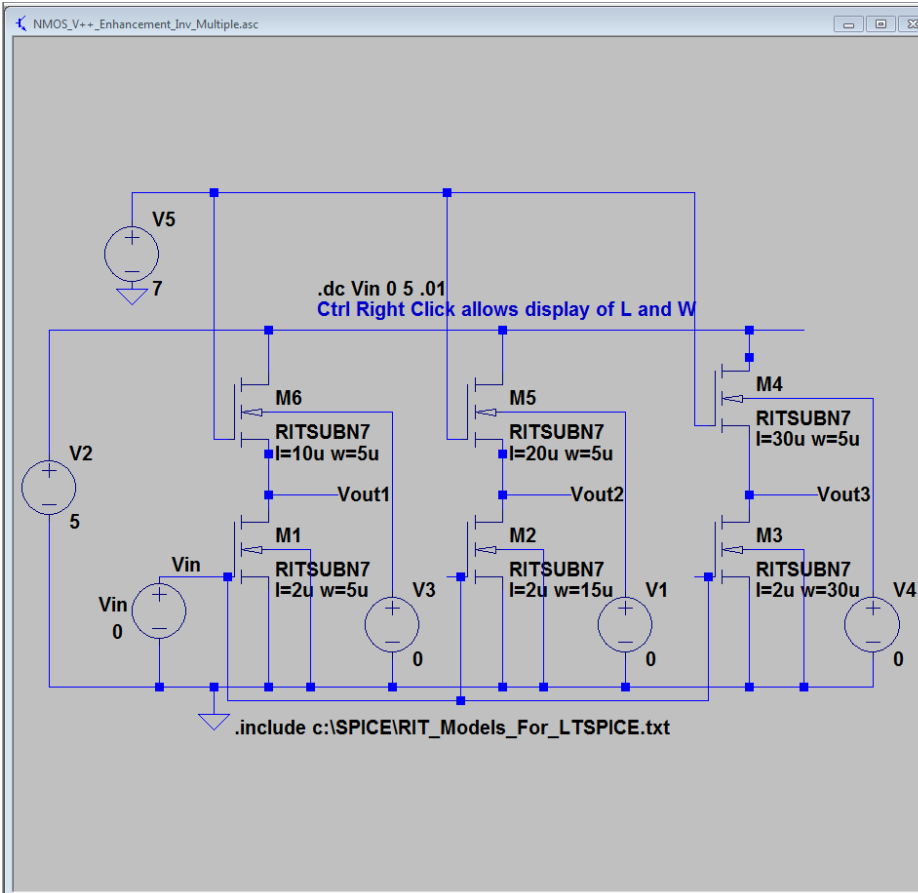 NMOS_V++_Enhancement_Inv_Multiple.asc
V5
7
.dc Vin 0 5 .01
Ctrl Right Click allows display of L and W
M6
RITSUBN7
l=10u w=5u
M5
RITSUBN7
l=20u w=5u
M4
RITSUBN7
l=30u w=5u
V2
5
Vout1
Vout2
Vout3
M1
RITSUBN7
l=2u w=5u
M2
RITSUBN7
l=2u w=15u
M3
RITSUBN7
l=2u w=30u
Vin
Vin
0
V3
0
V1
0
V4
0
.include c:\SPICE\RIT_Models_For_LTSPICE.txt